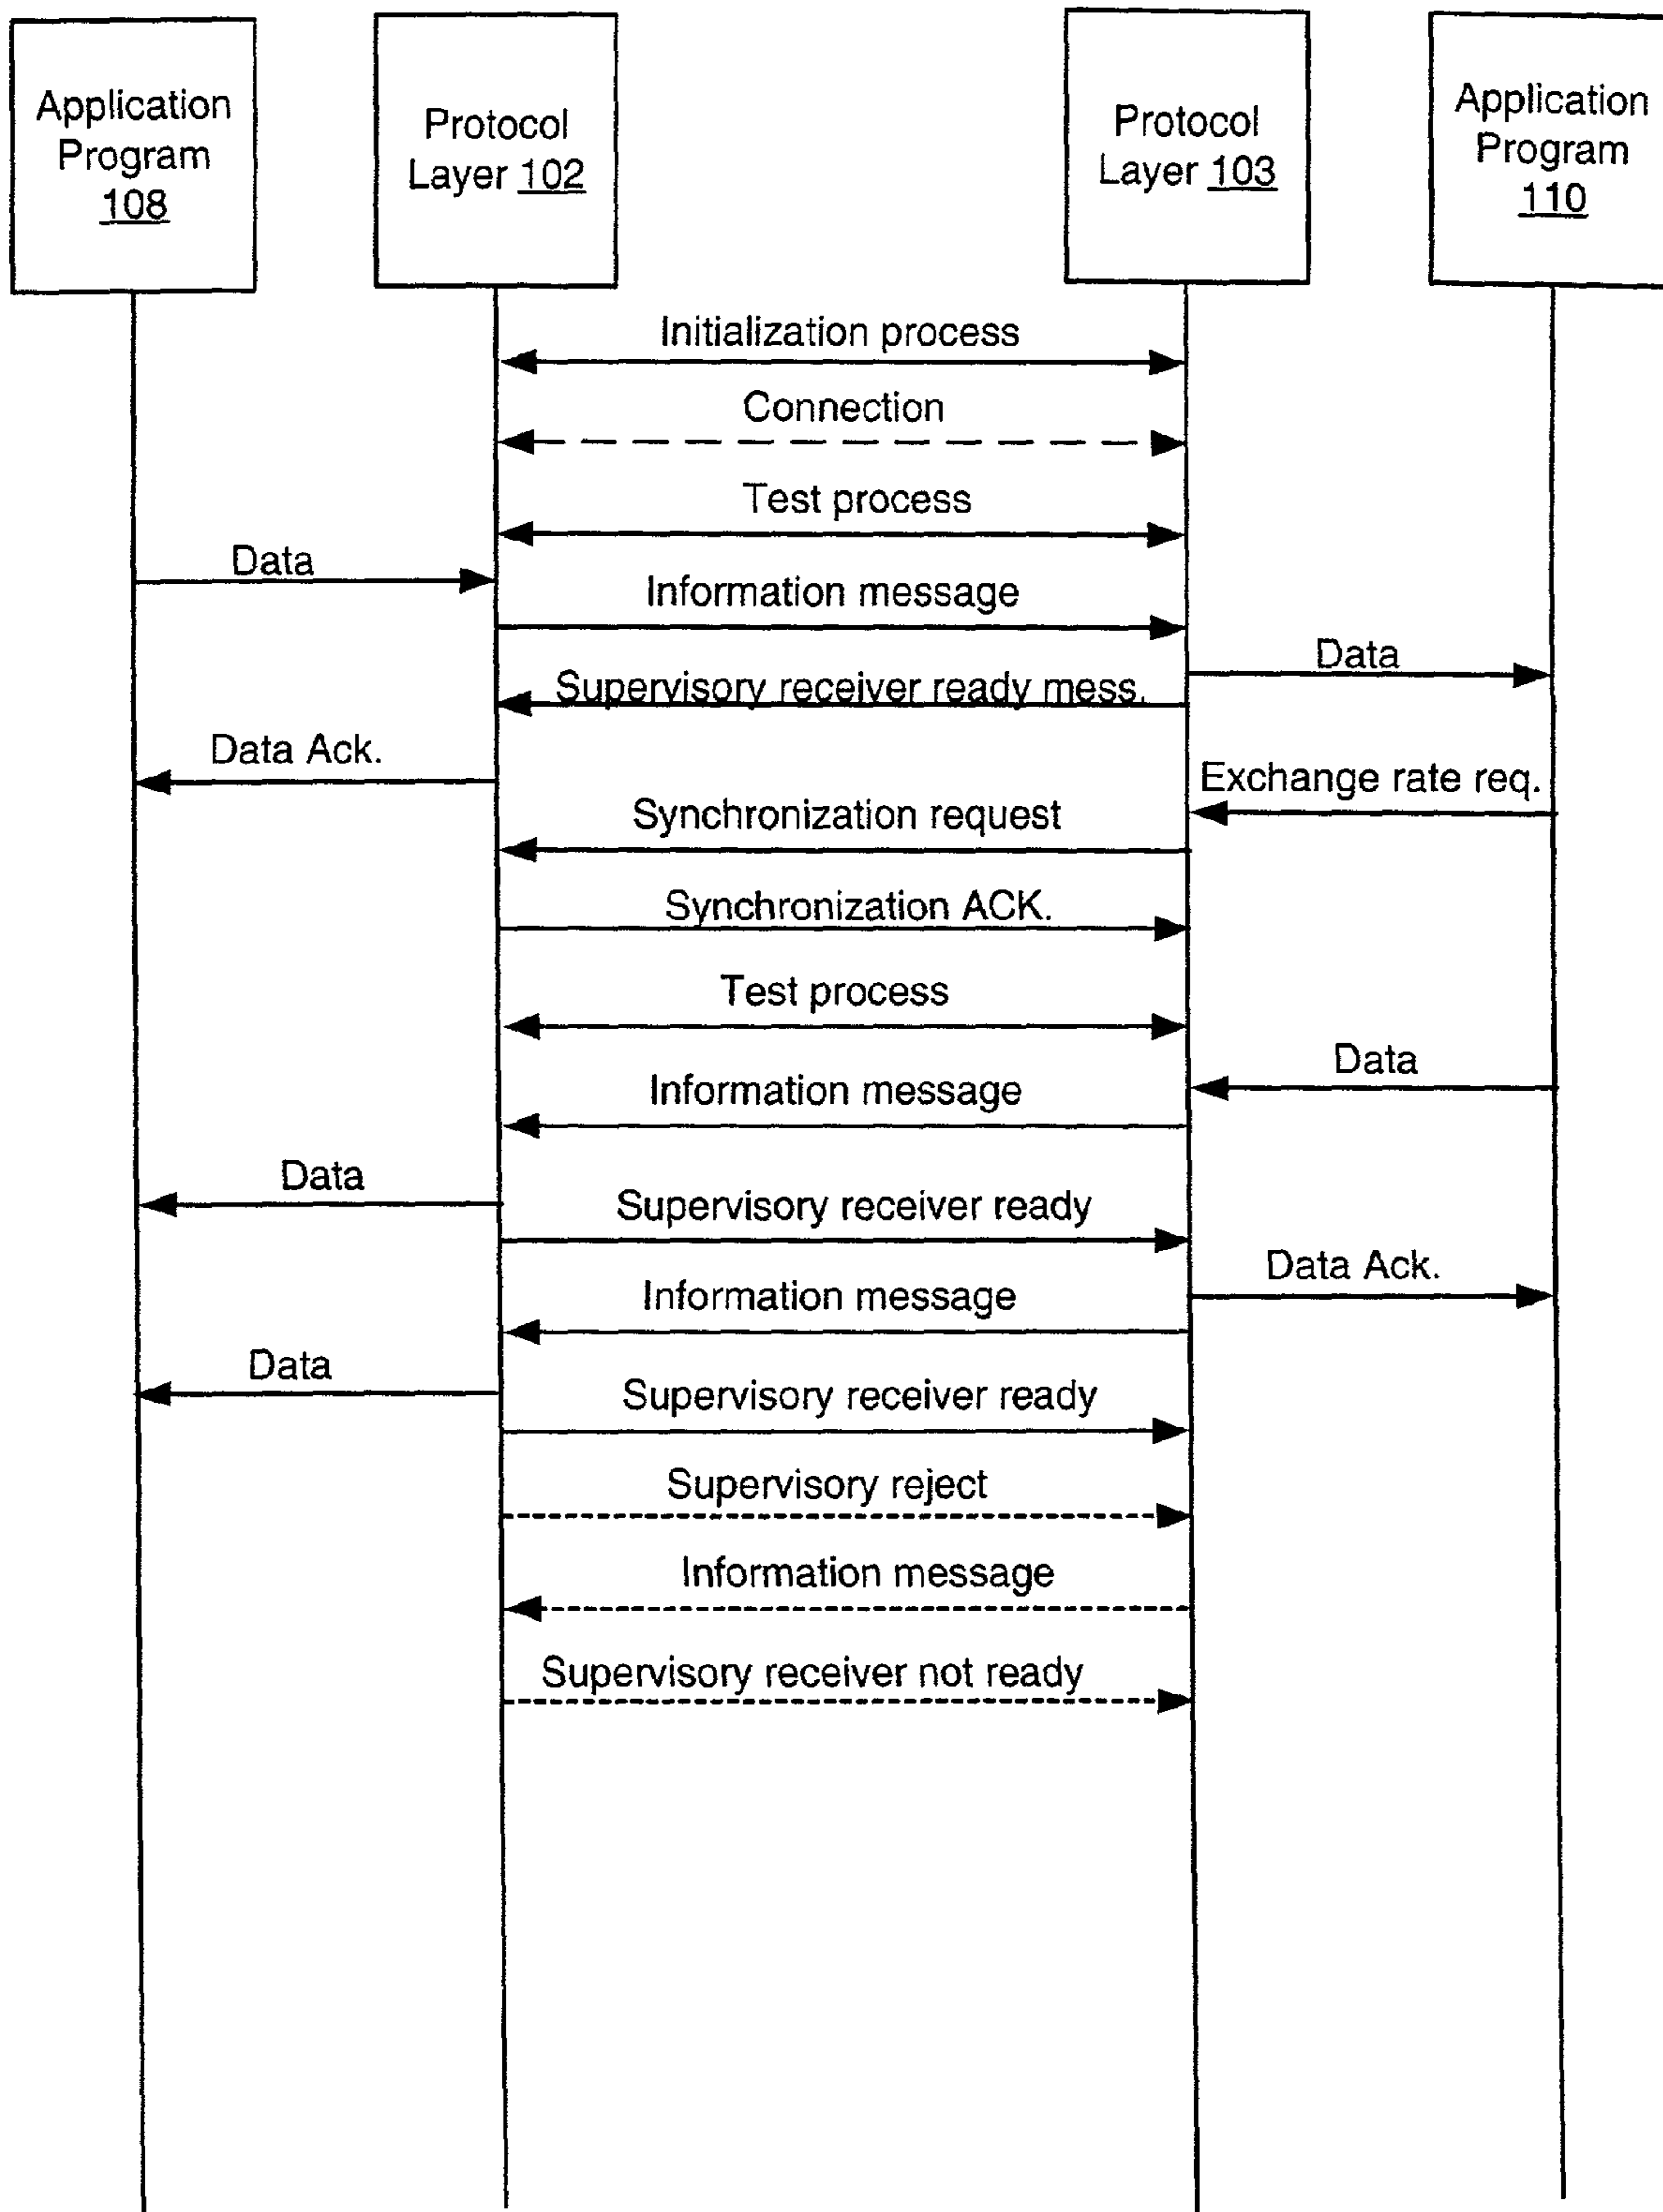 Application
Program
108
Protocol
Layer 102
Protocol
Layer 103
Application
Program
110
Initialization process
Connection
Test process
Data
Information message
Data
Supervisory receiver ready mess.
Data Ack.
Exchange rate req.
Synchronization request
Synchronization ACK.
Test process
Data
Information message
Data
Supervisory receiver ready
Data Ack.
Information message
Data
Supervisory receiver ready
Supervisory reject
Information message
Supervisory receiver not ready